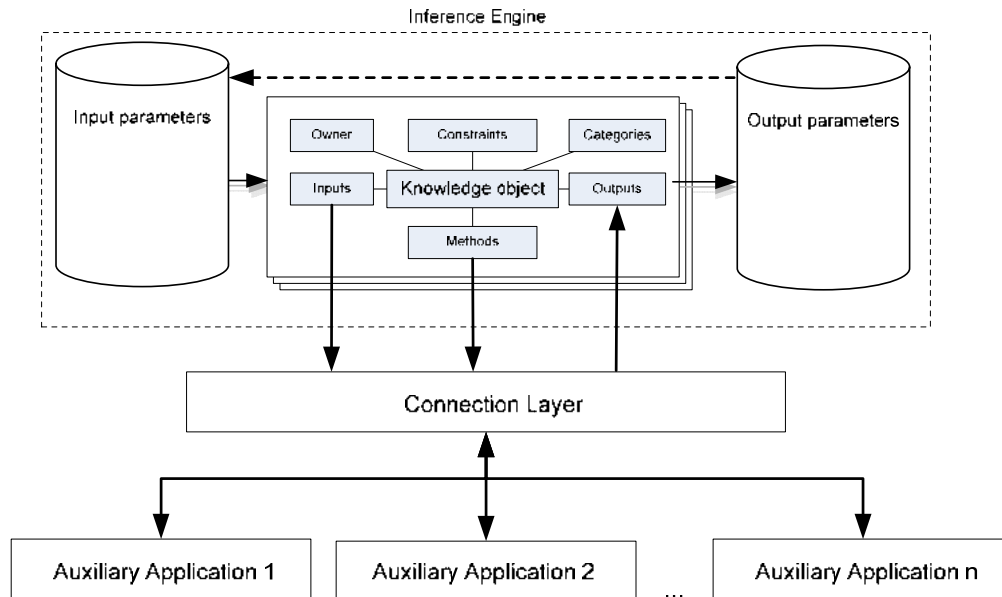 Inference Engine
Input parameters
Output parameters
Owner
Constraints
Categories
Inputs
Knowledge object
Outputs
Methods
Connection Layer
Auxiliary Application 1
Auxiliary Application 2
...
Auxiliary Application n